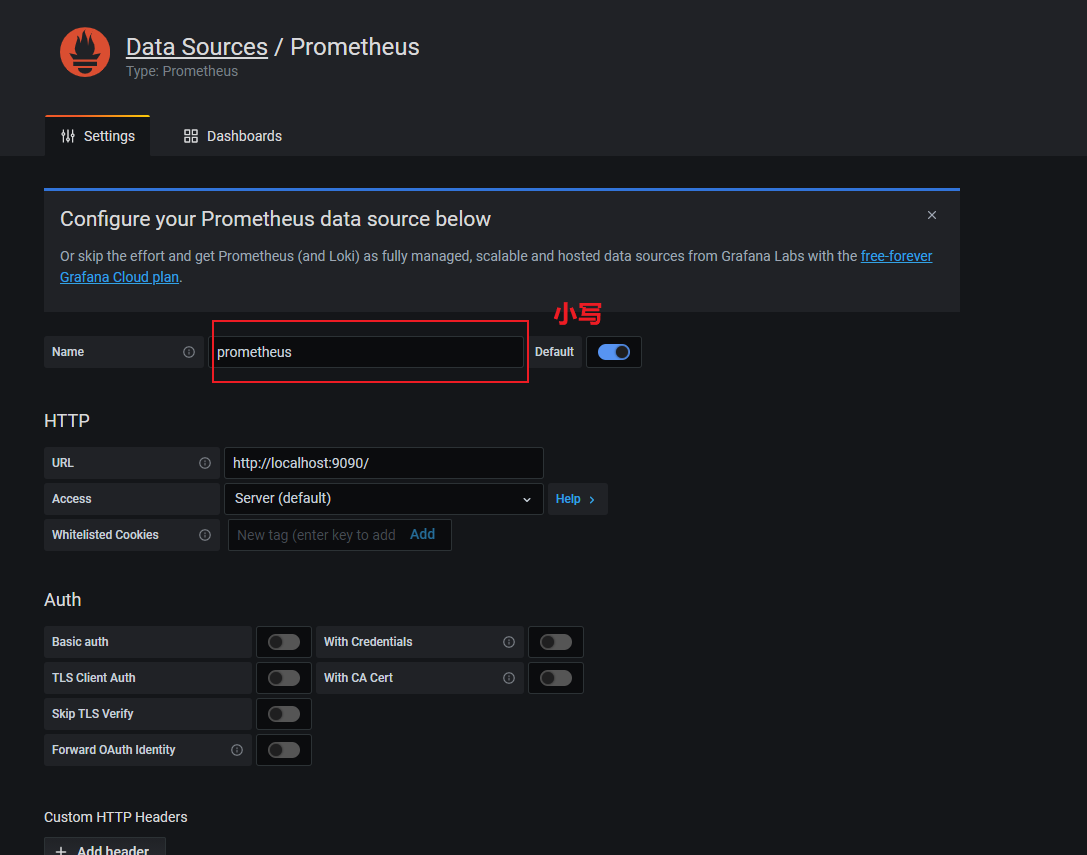 Data Sources / Prometheus
Type: Prometheus
Settings
Dashboards
Configure your Prometheus data source below
Or skip the effort and get Prometheus (and Loki) as fully managed, scalable and hosted data sources from Grafana Labs with the free-forever
Grafana Cloud plan.
小写
Name
prometheus
Default
HTTP
URL
http://localhost:9090/
Access
Server (default)
Help
Whitelisted Cookies
New tag (enter key to add
Add
Auth
Basic auth
With Credentials
TLS Client Auth
With CA Cert
Skip TLS Verify
Forward OAuth Identity
Custom HTTP Headers
Add header